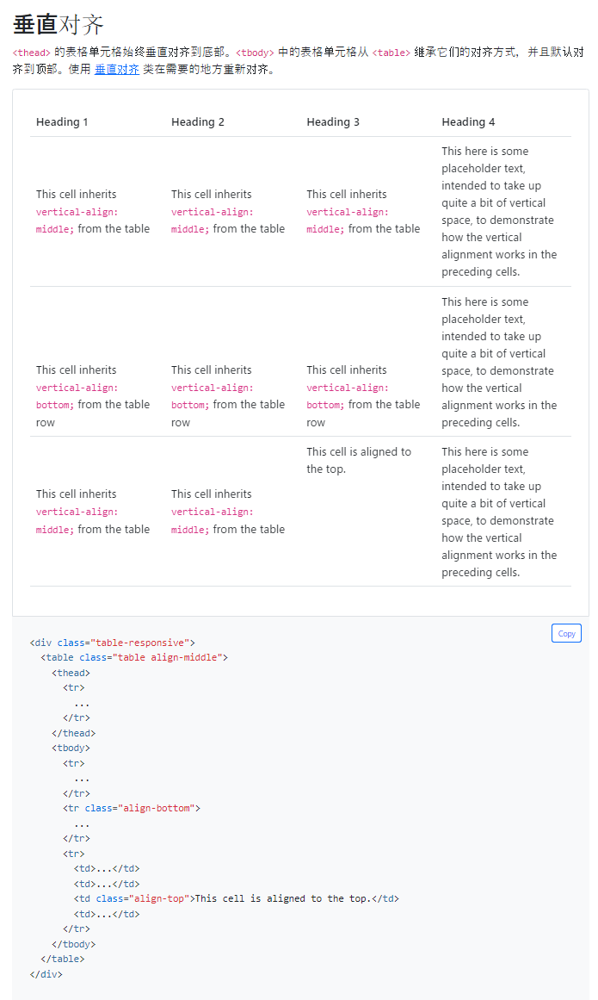 垂直对齐
<thead> 的表格单元格始终垂直对齐到底部。<tbody> 中的表格单元格从 <table> 继承它们的对齐方式，并且默认对
齐到顶部。使用 垂直对齐 类在需要的地方重新对齐。
Heading 1 Heading 2 Heading 3 Heading 4
This cell inherits
vertical-align:
middle; from the table
This cell inherits
vertical-align:
middle; from the table
This cell inherits
vertical-align:
middle; from the table
This here is some
placeholder text,
intended to take up
quite a bit of vertical
space, to demonstrate
how the vertical
alignment works in the
preceding cells.
This cell inherits
vertical-align:
bottom; from the table
row
This cell inherits
vertical-align:
bottom; from the table
row
This cell inherits
vertical-align:
bottom; from the table
row
This here is some
placeholder text,
intended to take up
quite a bit of vertical
space, to demonstrate
how the vertical
alignment works in the
preceding cells.
This cell inherits
vertical-align:
middle; from the table
This cell inherits
vertical-align:
middle; from the table
This cell is aligned to
the top.
This here is some
placeholder text,
intended to take up
quite a bit of vertical
space, to demonstrate
how the vertical
alignment works in the
preceding cells.
Copy
<div class="table-responsive">
  <table class="table align-middle">
    <thead>
      <tr>
        ...
      </tr>
    </thead>
    <tbody>
      <tr>
        ...
      </tr>
      <tr class="align-bottom">
        ...
      </tr>
      <tr>
        <td>...</td>
        <td>...</td>
        <td class="align-top">This cell is aligned to the top.</td>
        <td>...</td>
      </tr>
    </tbody>
  </table>
</div>